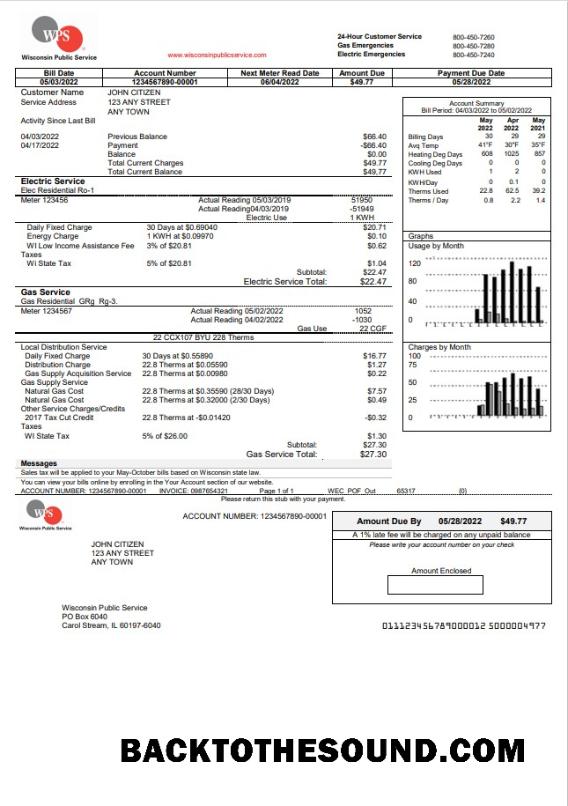 WPS
Wisconsin Public Service
www.wisconsinpublicservice.com
24-Hour Customer Service 800-450-7260
Gas Emergencies 800-450-7280
Electric Emergencies 800-450-7240
Bill Date Account Number Next Meter Read Date Amount Due Payment Due Date
05/03/2022 1234567890-00001 06/04/2022 $49.77 05/28/2022
Customer Name JOHN CITIZEN
Service Address 123 ANY STREET
ANY TOWN
Activity Since Last Bill
04/03/2022 Previous Balance $66.40
04/17/2022 Payment -$66.40
Balance $0.00
Total Current Charges $49.77
Total Current Balance $49.77
Electric Service
Elec Residential Ro-1
Meter 123456 Actual Reading 05/03/2019 51950
Actual Reading04/03/2019 -51949
Electric Use 1 KWH
Daily Fixed Charge 30 Days at $0.69040 $20.71
Energy Charge 1 KWH at $0.09970 $0.10
WI Low Income Assistance Fee 3% of $20.81 $0.62
Taxes
Wi State Tax 5% of $20.81 $1.04
Subtotal: $22.47
Electric Service Total: $22.47
Gas Service
Gas Residential GRg Rg-3.
Meter 1234567 Actual Reading 05/02/2022 1052
Actual Reading 04/02/2022 -1030
Gas Use 22 CGF
22 CCX107 BYU 228 Therms
Local Distribution Service
Daily Fixed Charge 30 Days at $0.55890 $16.77
Distribution Charge 22.8 Therms at $0.05590 $1.27
Gas Supply Acquisition Service 22.8 Therms at $0.00980 $0.22
Gas Supply Service
Natural Gas Cost 22.8 Therms at $0.35590 (28/30 Days) $7.57
Natural Gas Cost 22.8 Therms at $0.32000 (2/30 Days) $0.49
Other Service Charges/Credits
2017 Tax Cut Credit 22.8 Therms at -$0.01420 -$0.32
Taxes
WI State Tax 5% of $26.00 $1.30
Subtotal: $27.30
Gas Service Total: $27.30
Account Summary
Bill Period: 04/03/2022 to 05/02/2022
May Apr May
2022 2022 2021
Billing Days 30 29 29
Avq Temp 41°F 30°F 35°F
Heating Deg Days 608 1025 857
Cooling Deg Days 0 0 0
KWH Used 1 2 0
KWH/Day 0 0.1 0
Therms Used 22.8 62.5 39.2
Therms / Day 0.8 2.2 1.4
Graphs
Usage by Month
120
80
40
0
Charges by Month
100
75
50
25
0
Messages
Sales tax will be applied to your May-October bills based on Wisconsin state law.
You can view your bills online by enrolling in the Your Account section of our website.
ACCOUNT NUMBER: 1234567890-00001 INVOICE: 0987654321 Page 1 of 1 WEC_POF_Out 65317 (0)
Please return this stub with your payment.
WPS
Wisconsin Public Service
ACCOUNT NUMBER: 1234567890-00001
Amount Due By 05/28/2022 $49.77
A 1% late fee will be charged on any unpaid balance
Please write your account number on your check
Amount Enclosed
JOHN CITIZEN
123 ANY STREET
ANY TOWN
Wisconsin Public Service
PO Box 6040
Carol Stream, IL 60197-6040
011123456789000012 5000004977
BACKTOTHESOUND.COM